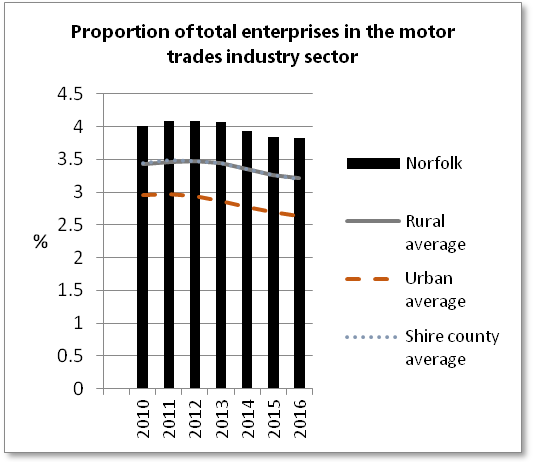 Proportion of total enterprises in the motor
trades industry sector
4.5
4
3.5
3
2.5
2
1.5
1
0.5
0
%
2010
2011
2012
2013
2014
2015
2016
Norfolk
Rural
average
Urban
average
Shire county
average